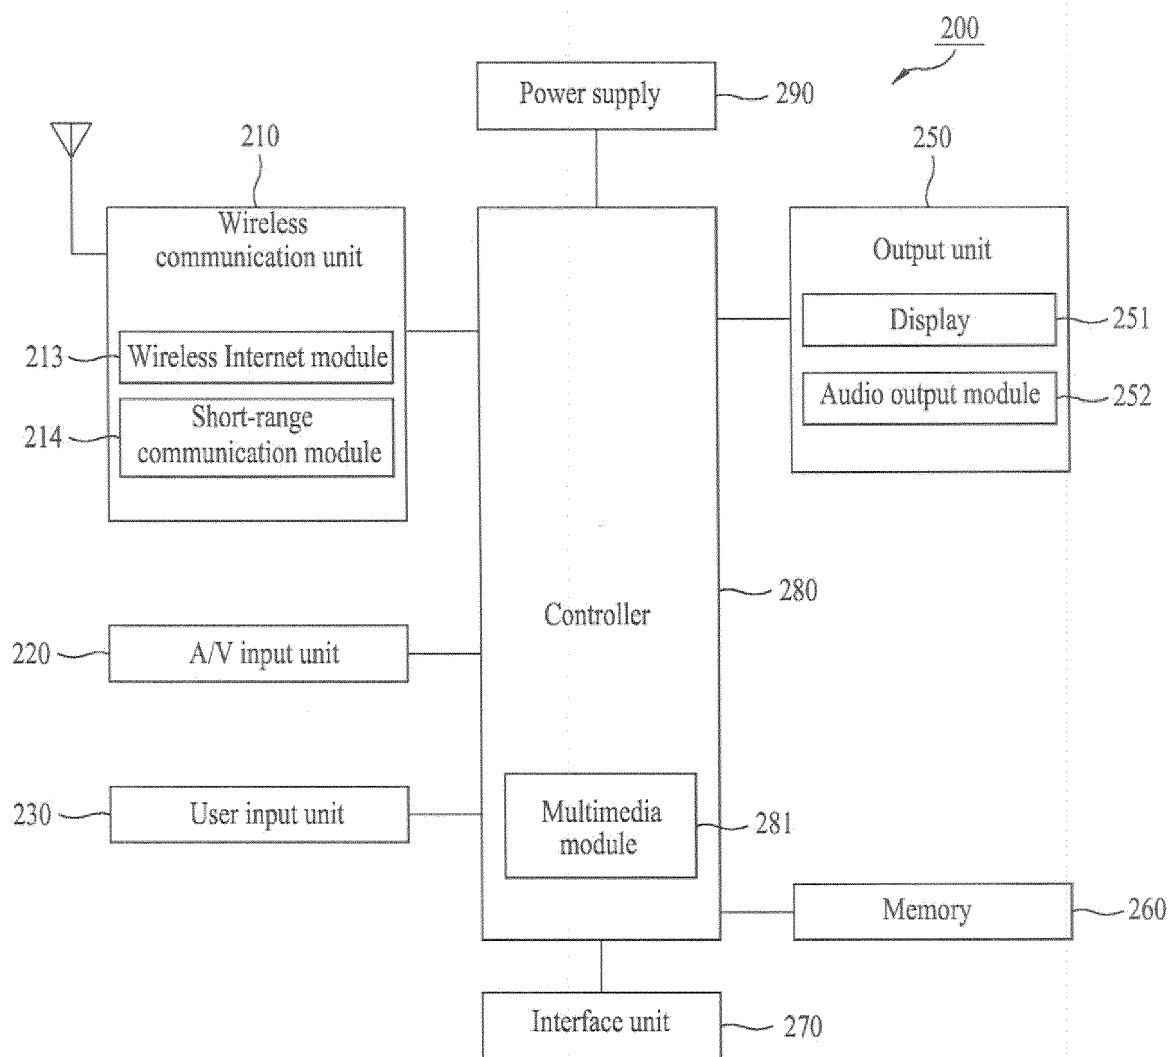 200
Power supply
290
210
250
Wireless
communication unit
Output unit
Display
251
213
Wireless Internet module
Audio output module
252
214
Short-range
communication module
Controller
280
220
A/V input unit
230
User input unit
Multimedia
module
281
Memory
260
Interface unit
270